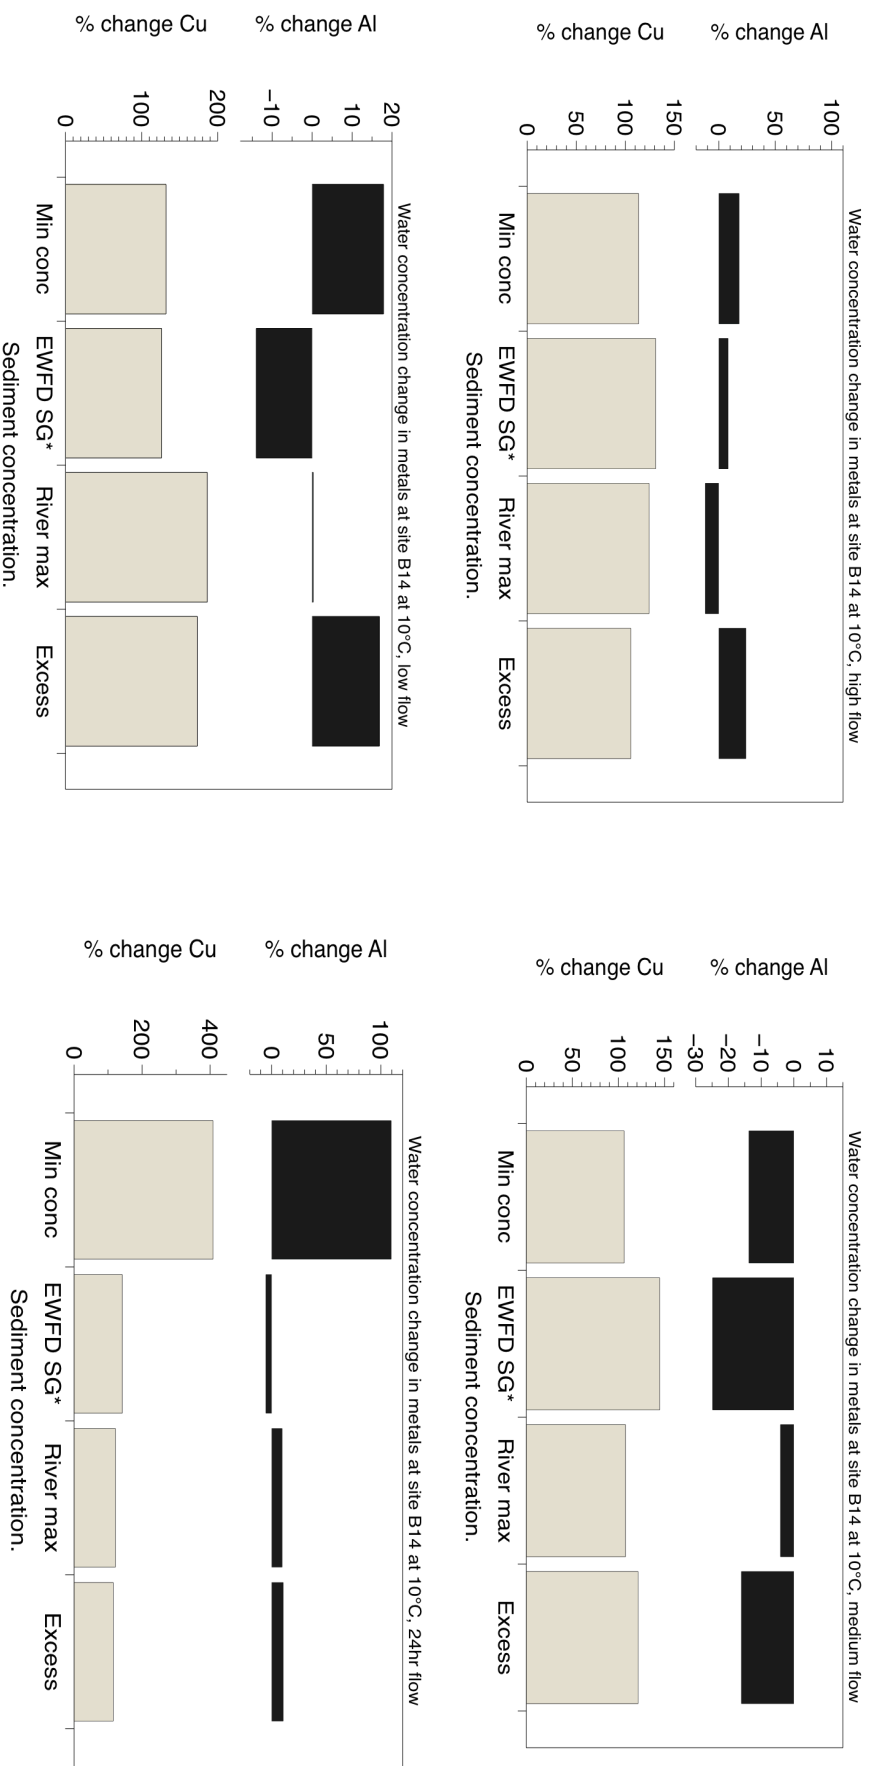 Water concentration change in metals at site B14 at 10°C, high flow
% change Al
100
50
0
% change Cu
150
100
50
0
Min conc
EWFD SG*
River max
Excess
Sediment concentration.
Water concentration change in metals at site B14 at 10°C, medium flow
% change Al
10
0
−10
−20
−30
% change Cu
150
100
50
0
Min conc
EWFD SG*
River max
Excess
Sediment concentration.
Water concentration change in metals at site B14 at 10°C, low flow
% change Al
20
10
0
−10
% change Cu
200
100
0
Min conc
EWFD SG*
River max
Excess
Sediment concentration.
Water concentration change in metals at site B14 at 10°C, 24hr flow
% change Al
100
50
0
% change Cu
400
200
0
Min conc
EWFD SG*
River max
Excess
Sediment concentration.